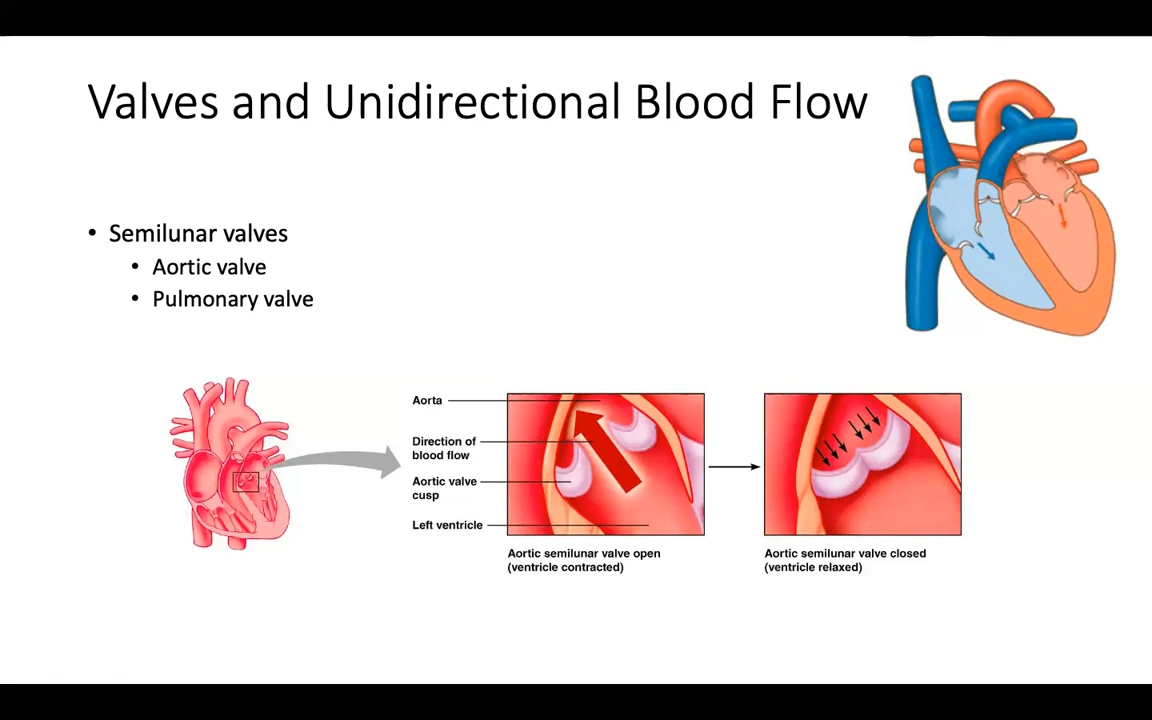 Valves and Unidirectional Blood Flow
• Semilunar valves
• Aortic valve
• Pulmonary valve
Aorta
Direction of
blood flow
Aortic valve
cusp
Left ventricle
Aortic semilunar valve open
(ventricle contracted)
Aortic semilunar valve closed
(ventricle relaxed)